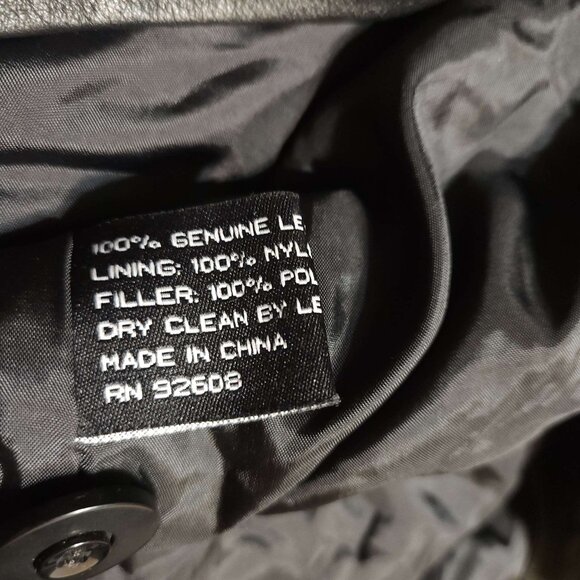 100% GENUINE LE
LINING: 100% NYL
FILLER: 100% POL
DRY CLEAN BY LE
MADE IN CHINA
RN 92608